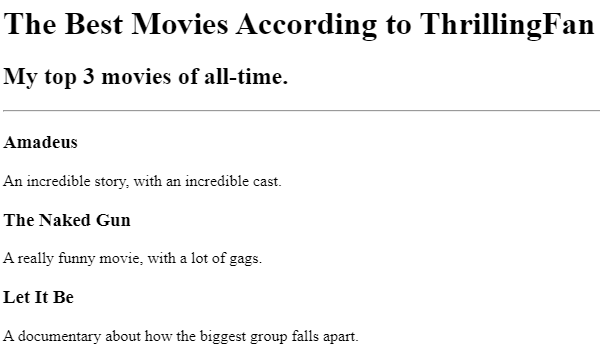 The Best Movies According to ThrillingFan
My top 3 movies of all-time.
Amadeus
An incredible story, with an incredible cast.
The Naked Gun
A really funny movie, with a lot of gags.
Let It Be
A documentary about how the biggest group falls apart.